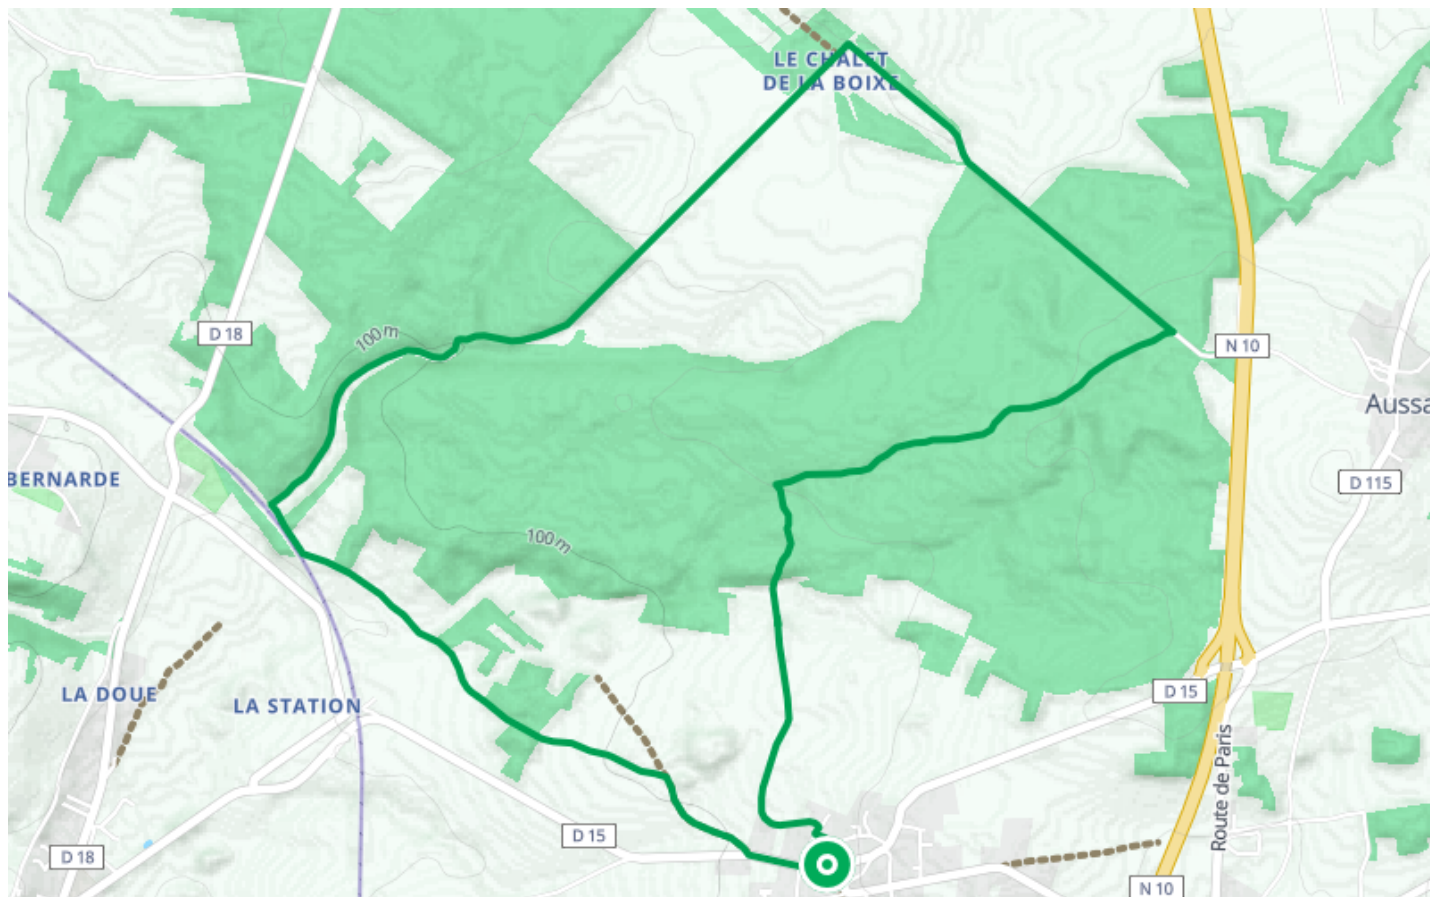 LE CHALET
DE LA BOIXE
D 18
100 m
N 10
Aussa
BERNARDE
D 115
100 m
LA DOUE
LA STATION
D 15
Route de Paris
D 15
D 18
N 10